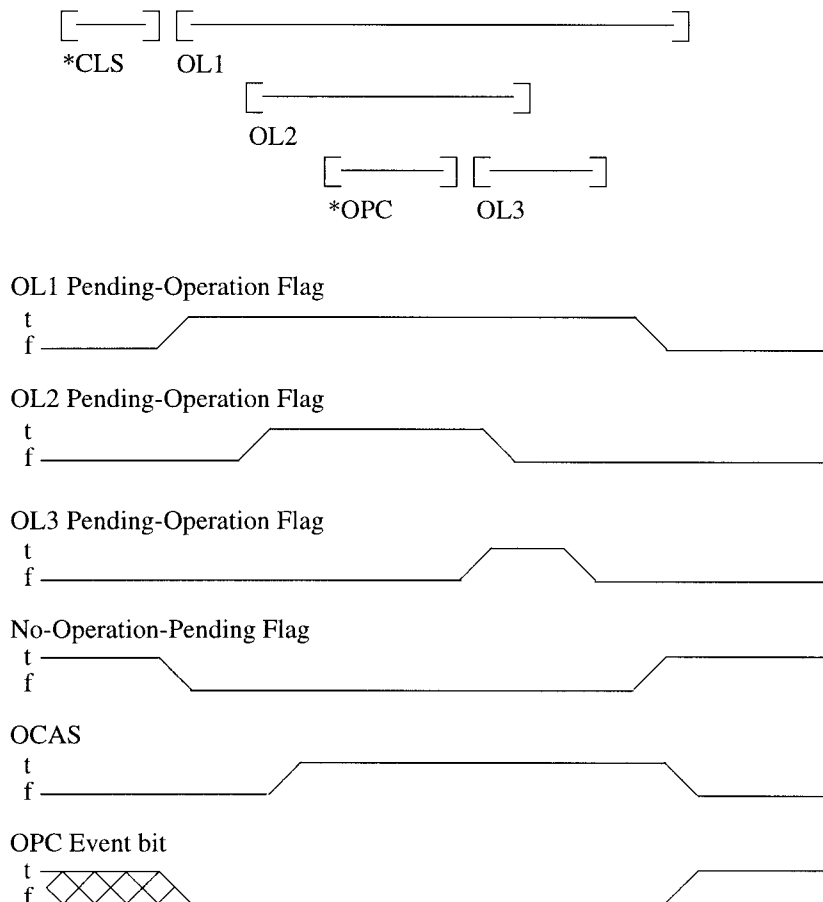 *CLS OL1
OL2
*OPC OL3
OL1 Pending-Operation Flag
t
f
OL2 Pending-Operation Flag
t
f
OL3 Pending-Operation Flag
t
f
No-Operation-Pending Flag
t
f
OCAS
t
f
OPC Event bit
t
f